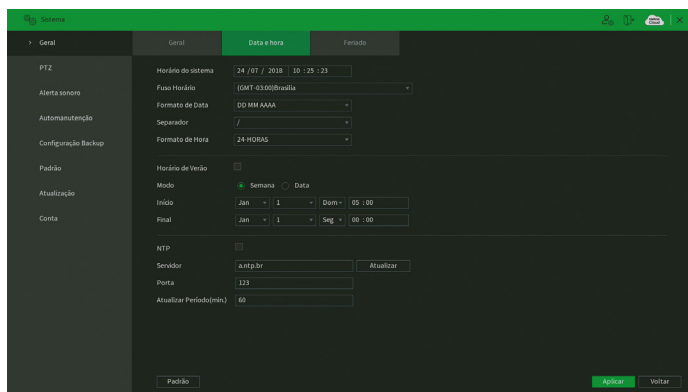 Sistema
> Geral
PTZ
Alerta sonoro
Automanutenção
Configuração Backup
Padrão
Atualização
Conta
Geral Data e hora Feriado
Horário do sistema 24 /07 / 2018 10 : 25 : 23
Fuso Horário (GMT-03:00)Brasília
Formato de Data DD MM AAAA
Separador /
Formato de Hora 24-HORAS
Horário de Verão
Modo Semana Data
Início Jan 1 Dom 05 : 00
Final Jan 1 Seg 00 : 00
NTP
Servidor a.ntp.br Atualizar
Porta 123
Atualizar Período(min.) 60
Padrão Aplicar Voltar